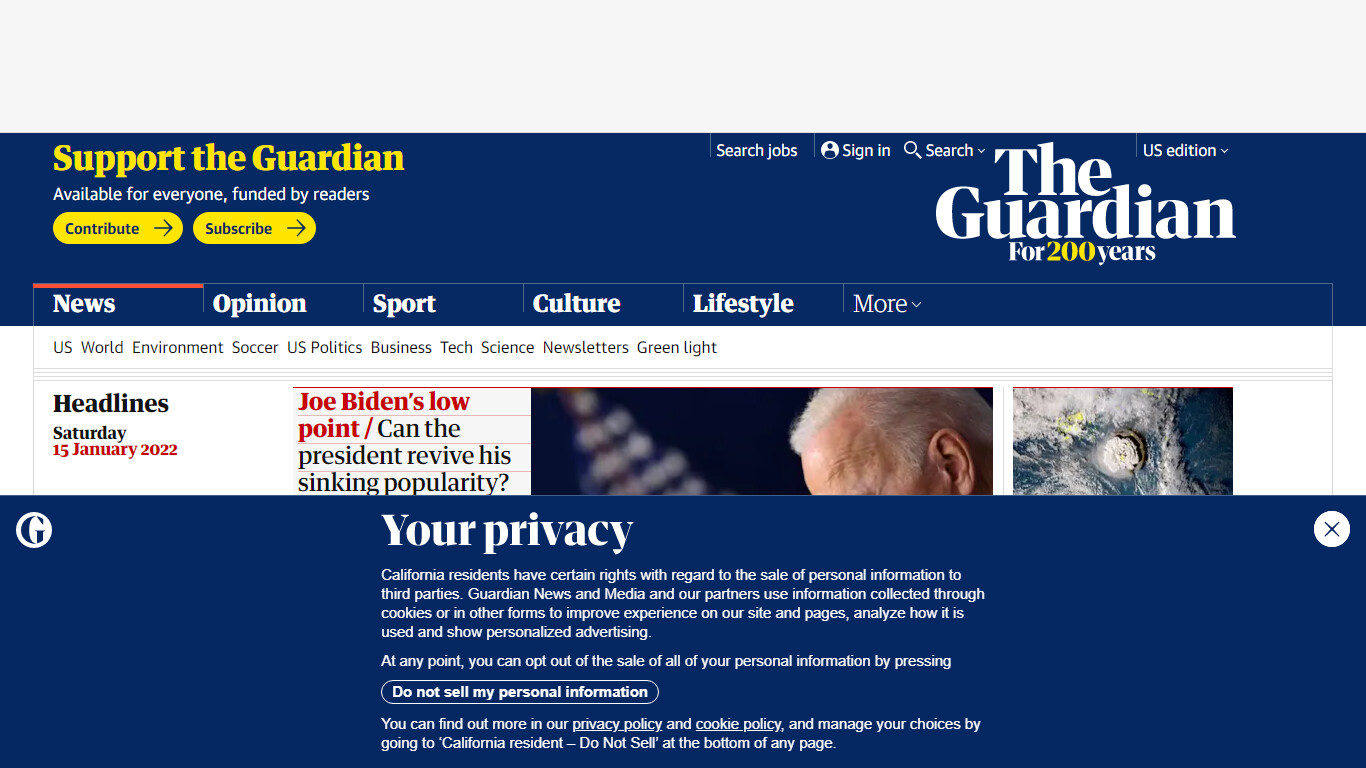 Support the Guardian
Available for everyone, funded by readers
Contribute
Subscribe
Search jobs
Sign in
Search
US edition
The
Guardian
For 200 years
News
Opinion
Sport
Culture
Lifestyle
More
US World Environment Soccer US Politics Business Tech Science Newsletters Green light
Headlines
Saturday
15 January 2022
Joe Biden’s low
point / Can the
president revive his
sinking popularity?
Your privacy
California residents have certain rights with regard to the sale of personal information to
third parties. Guardian News and Media and our partners use information collected through
cookies or in other forms to improve experience on our site and pages, analyze how it is
used and show personalized advertising.
At any point, you can opt out of the sale of all of your personal information by pressing
Do not sell my personal information
You can find out more in our privacy policy and cookie policy, and manage your choices by
going to ‘California resident – Do Not Sell’ at the bottom of any page.